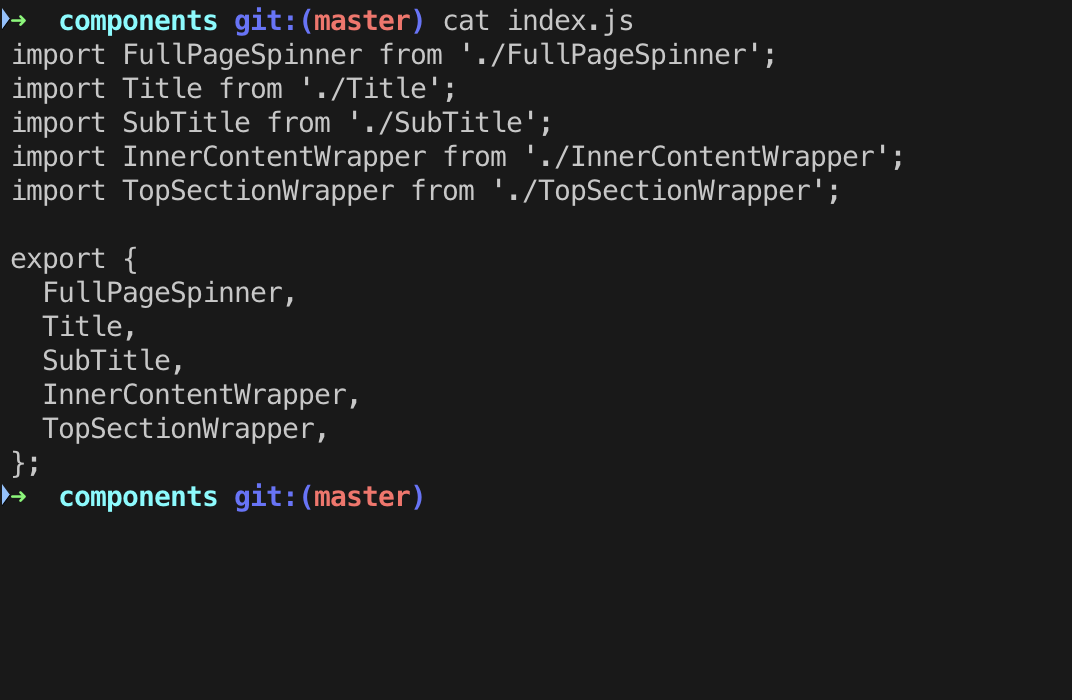 ➜  components git:(master) cat index.js
import FullPageSpinner from './FullPageSpinner';
import Title from './Title';
import SubTitle from './SubTitle';
import InnerContentWrapper from './InnerContentWrapper';
import TopSectionWrapper from './TopSectionWrapper';

export {
  FullPageSpinner,
  Title,
  SubTitle,
  InnerContentWrapper,
  TopSectionWrapper,
};
➜  components git:(master)